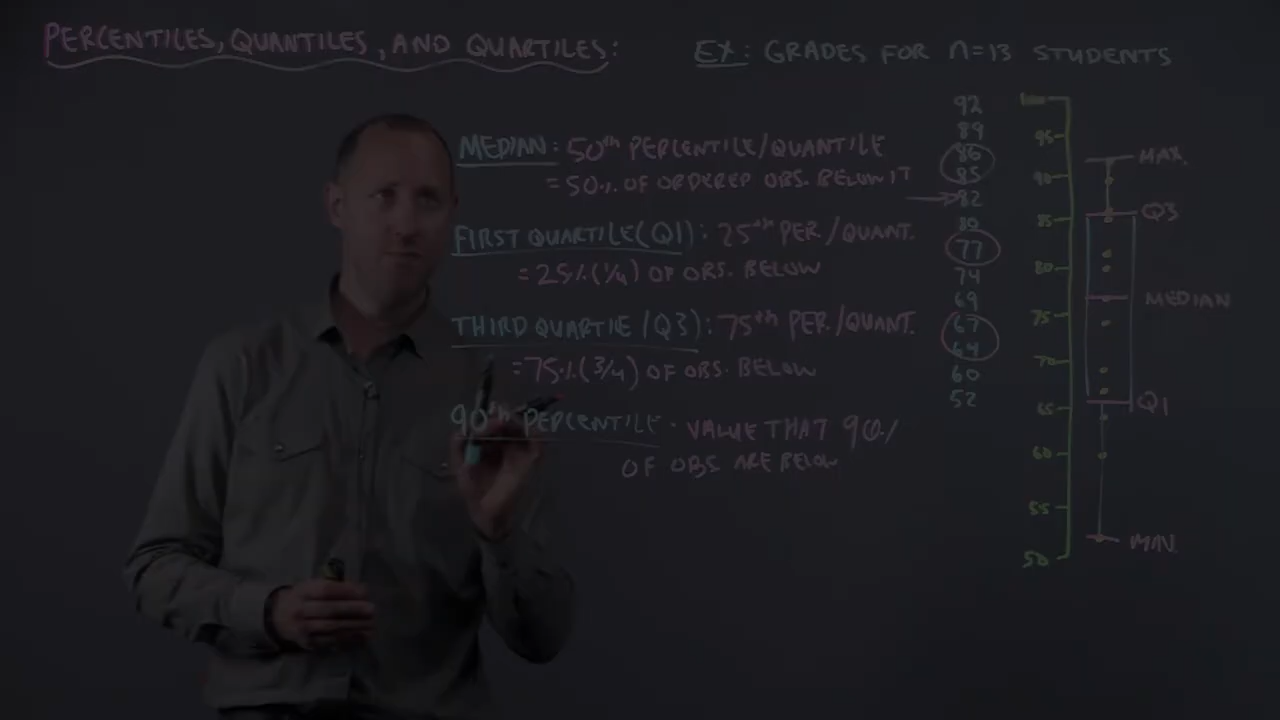 PERCENTILES, QUANTILES, AND QUARTILES:
EX: GRADES FOR n=13 STUDENTS
MEDIAN: 50th PERCENTILE/QUANTILE
= 50% OF ORDERED OBS. BELOW IT
FIRST QUARTILE (Q1): 25th PER./QUANT.
= 25% (1/4) OF OBS. BELOW
THIRD QUARTILE (Q3): 75th PER./QUANT.
= 75% (3/4) OF OBS. BELOW
90th PERCENTILE · VALUE THAT 90%
OF OBS ARE BELOW
92
89
86
85
82
80
77
74
69
67
64
60
52
100
95
90
85
80
75
70
65
60
55
50
MAX.
Q3
MEDIAN
Q1
MIN.